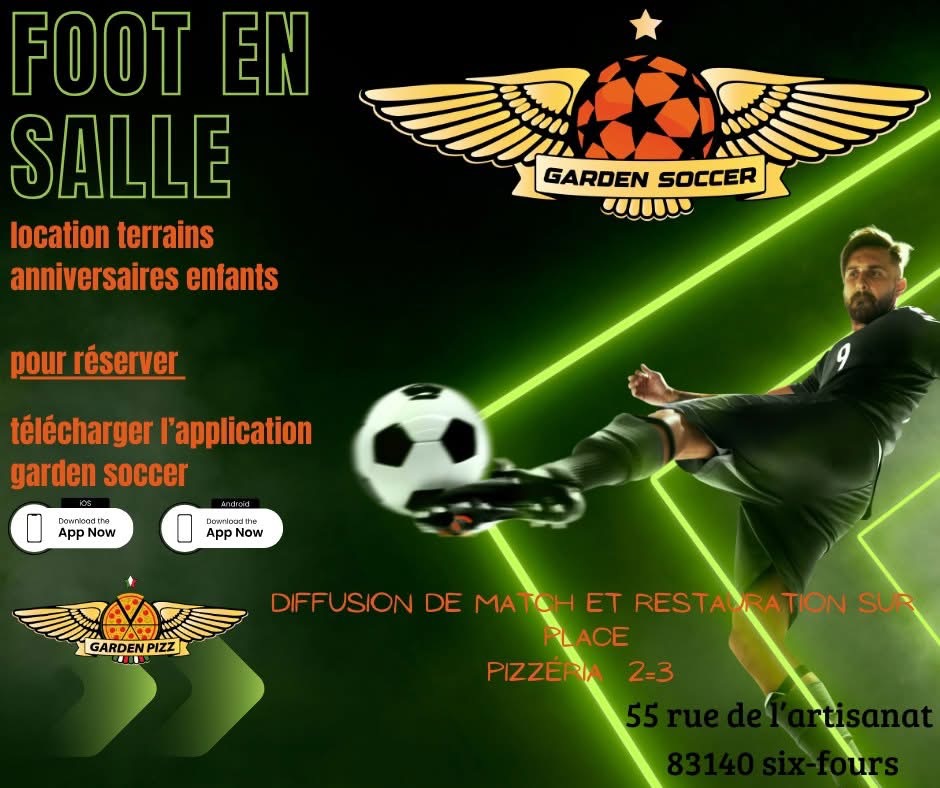 FOOT EN
SALLE
GARDEN SOCCER
location terrains
anniversaires enfants
pour réserver
télécharger l'application
garden soccer
iOS
Download the
App Now
Android
Download the
App Now
9
GARDEN PIZZ
DIFFUSION DE MATCH ET RESTAURATION SUR
PLACE
PIZZÉRIA 2=3
55 rue de l'artisanat
83140 six-fours